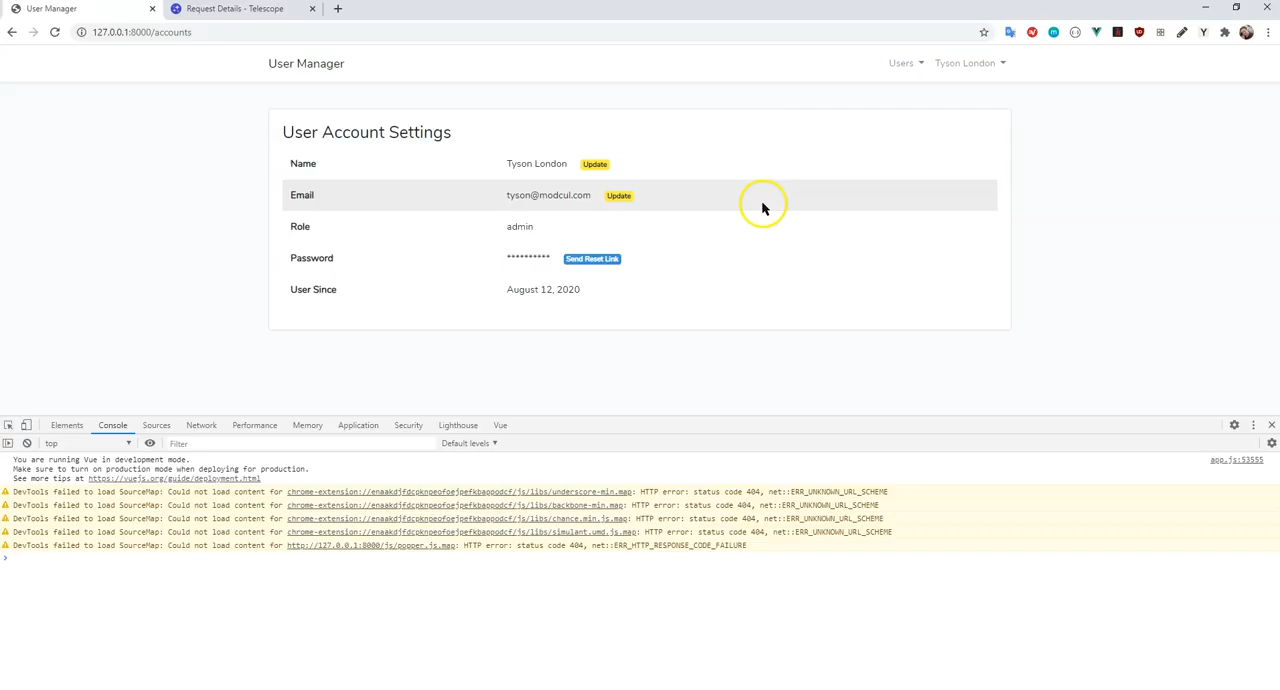 User Manager
Request Details - Telescope
127.0.0.1:8000/accounts
User Manager
Users
Tyson London
User Account Settings
Name Tyson London Update
Email tyson@modcul.com Update
Role admin
Password ********** Send Reset Link
User Since August 12, 2020
Elements Console Sources Network Performance Memory Application Security Lighthouse Vue
top Filter Default levels
You are running Vue in development mode. app.js:53555
Make sure to turn on production mode when deploying for production.
See more tips at https://vuejs.org/guide/deployment.html
DevTools failed to load SourceMap: Could not load content for chrome-extension://enaakdjfdcpknpeofoejpefkbappodcf/js/libs/underscore-min.map: HTTP error: status code 404, net::ERR_UNKNOWN_URL_SCHEME
DevTools failed to load SourceMap: Could not load content for chrome-extension://enaakdjfdcpknpeofoejpefkbappodcf/js/libs/backbone-min.map: HTTP error: status code 404, net::ERR_UNKNOWN_URL_SCHEME
DevTools failed to load SourceMap: Could not load content for chrome-extension://enaakdjfdcpknpeofoejpefkbappodcf/js/libs/chance.min.js.map: HTTP error: status code 404, net::ERR_UNKNOWN_URL_SCHEME
DevTools failed to load SourceMap: Could not load content for chrome-extension://enaakdjfdcpknpeofoejpefkbappodcf/js/libs/simulant.umd.js.map: HTTP error: status code 404, net::ERR_UNKNOWN_URL_SCHEME
DevTools failed to load SourceMap: Could not load content for http://127.0.0.1:8000/js/popper.js.map: HTTP error: status code 404, net::ERR_HTTP_RESPONSE_CODE_FAILURE